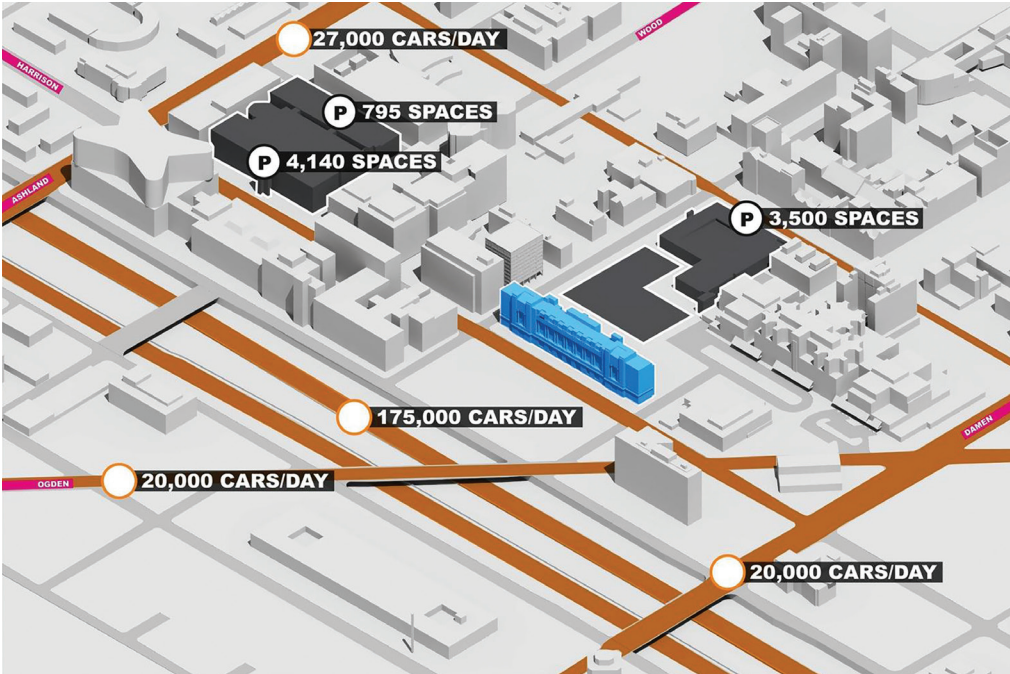 WOOD
27,000 CARS/DAY
HARRISON
P 795 SPACES
P 4,140 SPACES
ASHLAND
P 3,500 SPACES
175,000 CARS/DAY
DAMEN
OGDEN
20,000 CARS/DAY
20,000 CARS/DAY